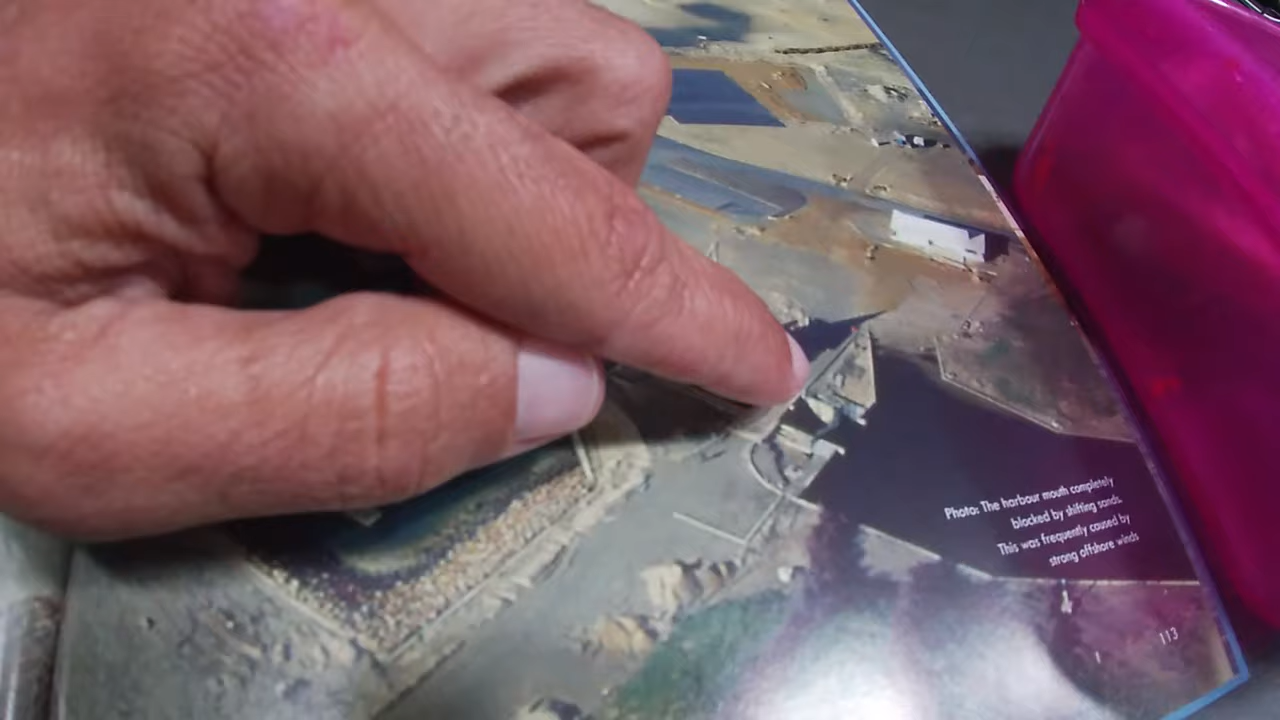 Photo: The harbour mouth completely
blocked by shifting sands.
This was frequently caused by
strong offshore winds
113